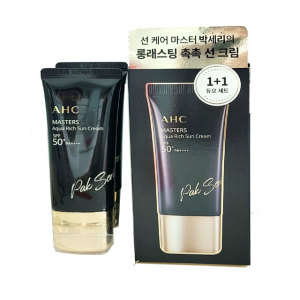 선 케어 마스터 박세리의
롱래스팅 촉촉 선 크림
1+1
듀오 세트
AHC
MASTERS
Aqua Rich Sun Cream
SPF
50+ PA++++
Pak Seri
AHC
MASTERS
Aqua Rich Sun Cream
SPF
50+ PA++++
Pak Seri